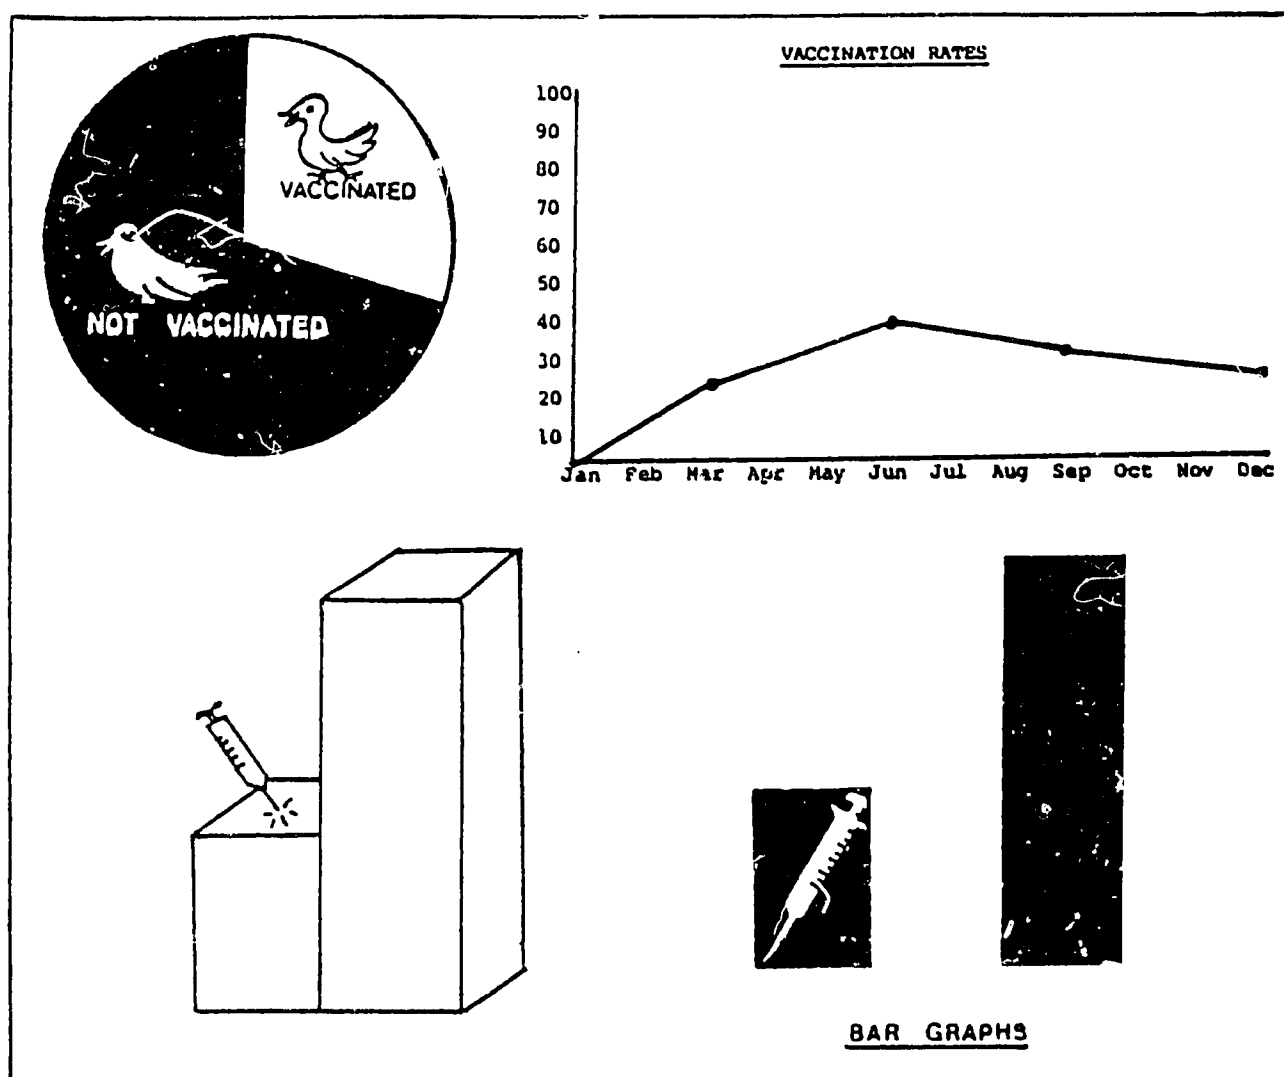 VACCINATED
NOT VACCINATED
VACCINATION RATES
100
90
80
70
60
50
40
30
20
10
Jan Feb Mar Apr May Jun Jul Aug Sep Oct Nov Dec
BAR GRAPHS